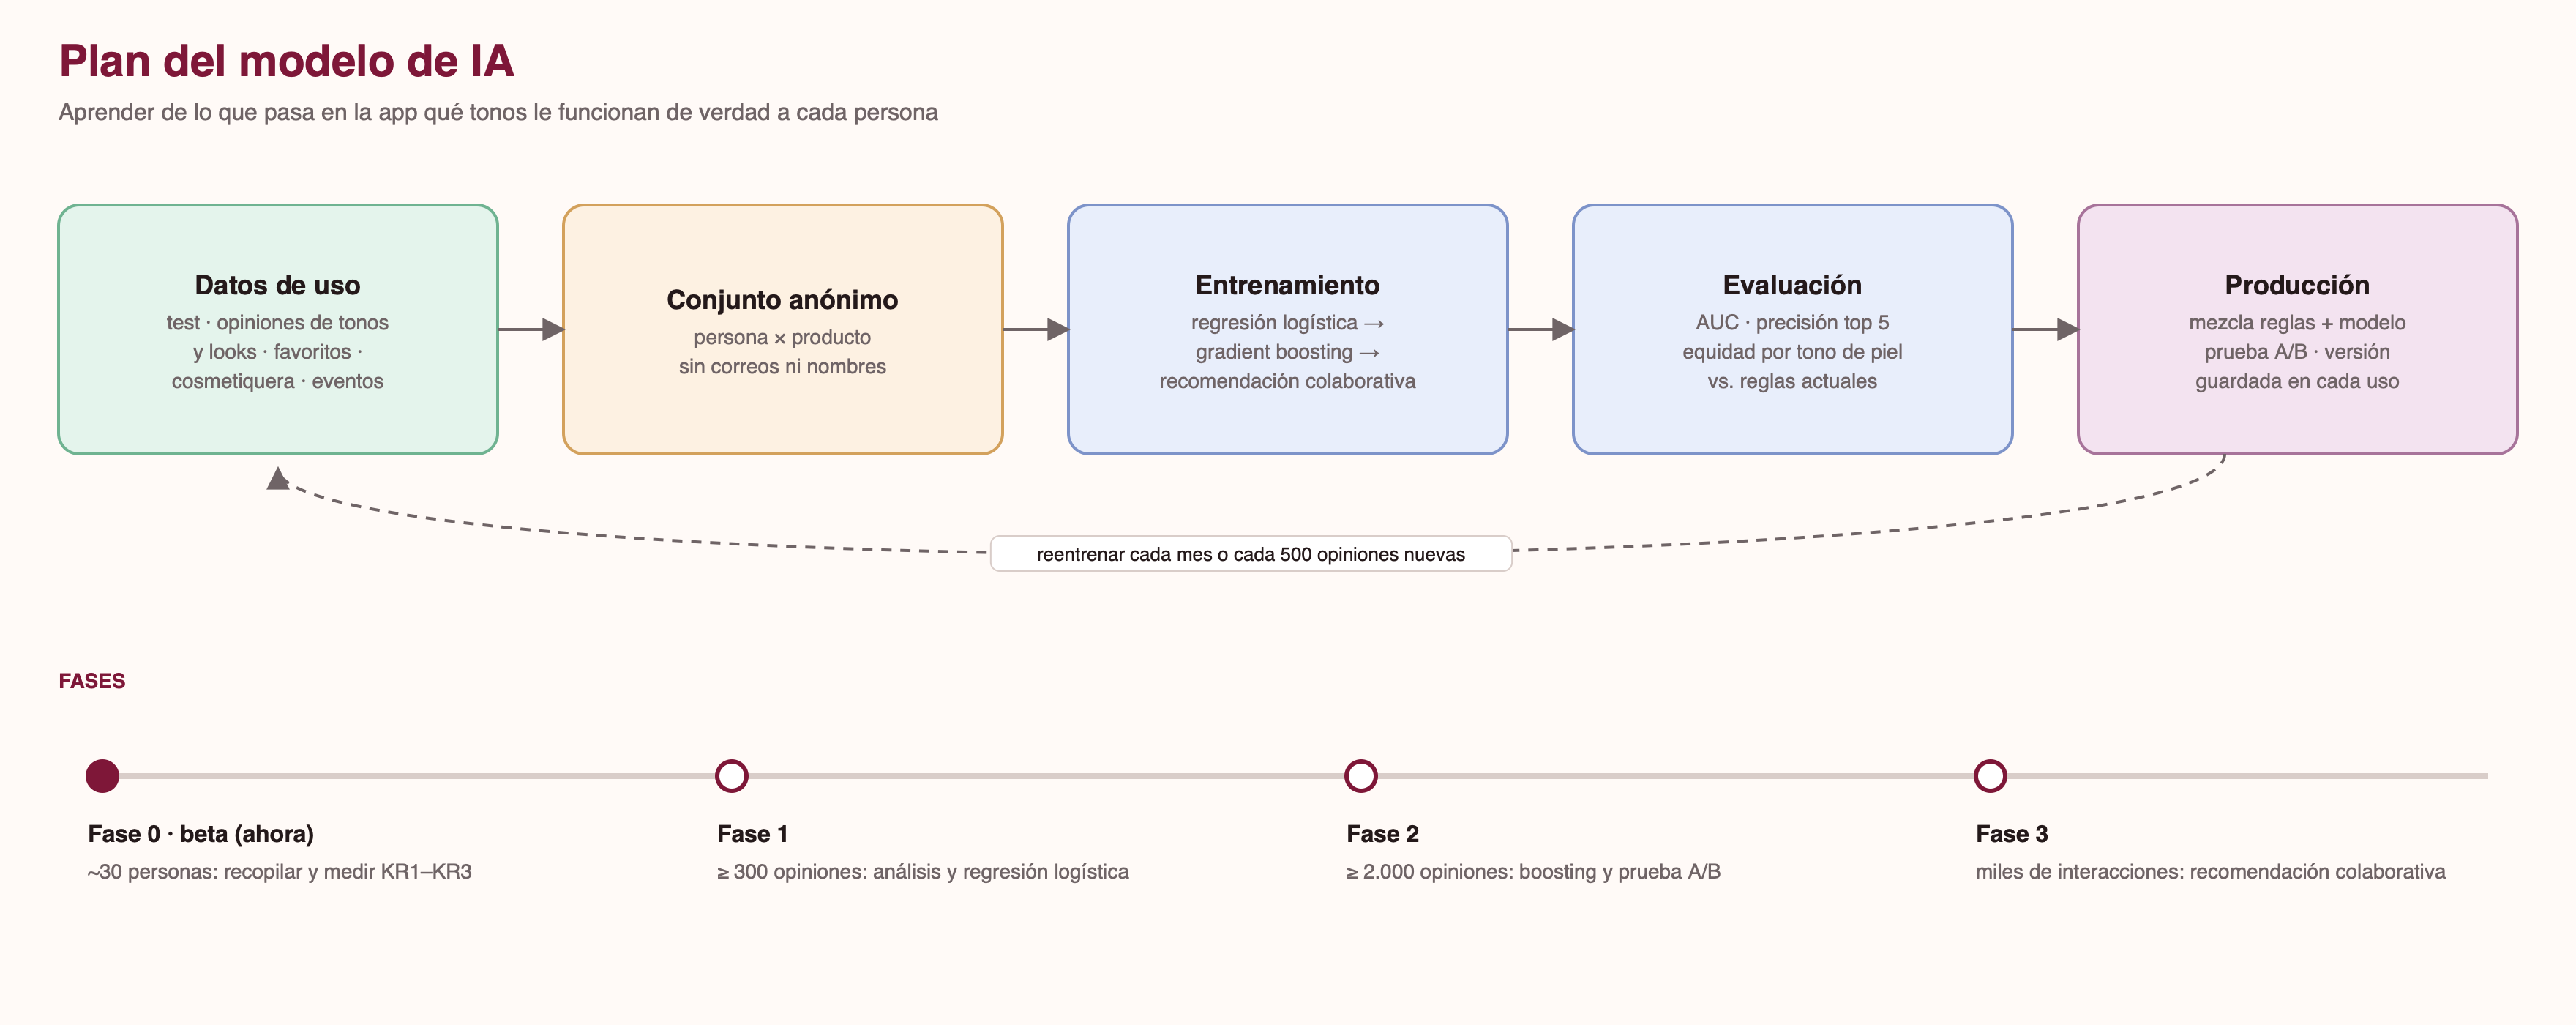 Plan del modelo de IA
Aprender de lo que pasa en la app qué tonos le funcionan de verdad a cada persona
Datos de uso
test · opiniones de tonos
y looks · favoritos ·
cosmetiquera · eventos
Conjunto anónimo
persona × producto
sin correos ni nombres
Entrenamiento
regresión logística →
gradient boosting →
recomendación colaborativa
Evaluación
AUC · precisión top 5
equidad por tono de piel
vs. reglas actuales
Producción
mezcla reglas + modelo
prueba A/B · versión
guardada en cada uso
reentrenar cada mes o cada 500 opiniones nuevas
FASES
Fase 0 · beta (ahora)
~30 personas: recopilar y medir KR1–KR3
Fase 1
≥ 300 opiniones: análisis y regresión logística
Fase 2
≥ 2.000 opiniones: boosting y prueba A/B
Fase 3
miles de interacciones: recomendación colaborativa